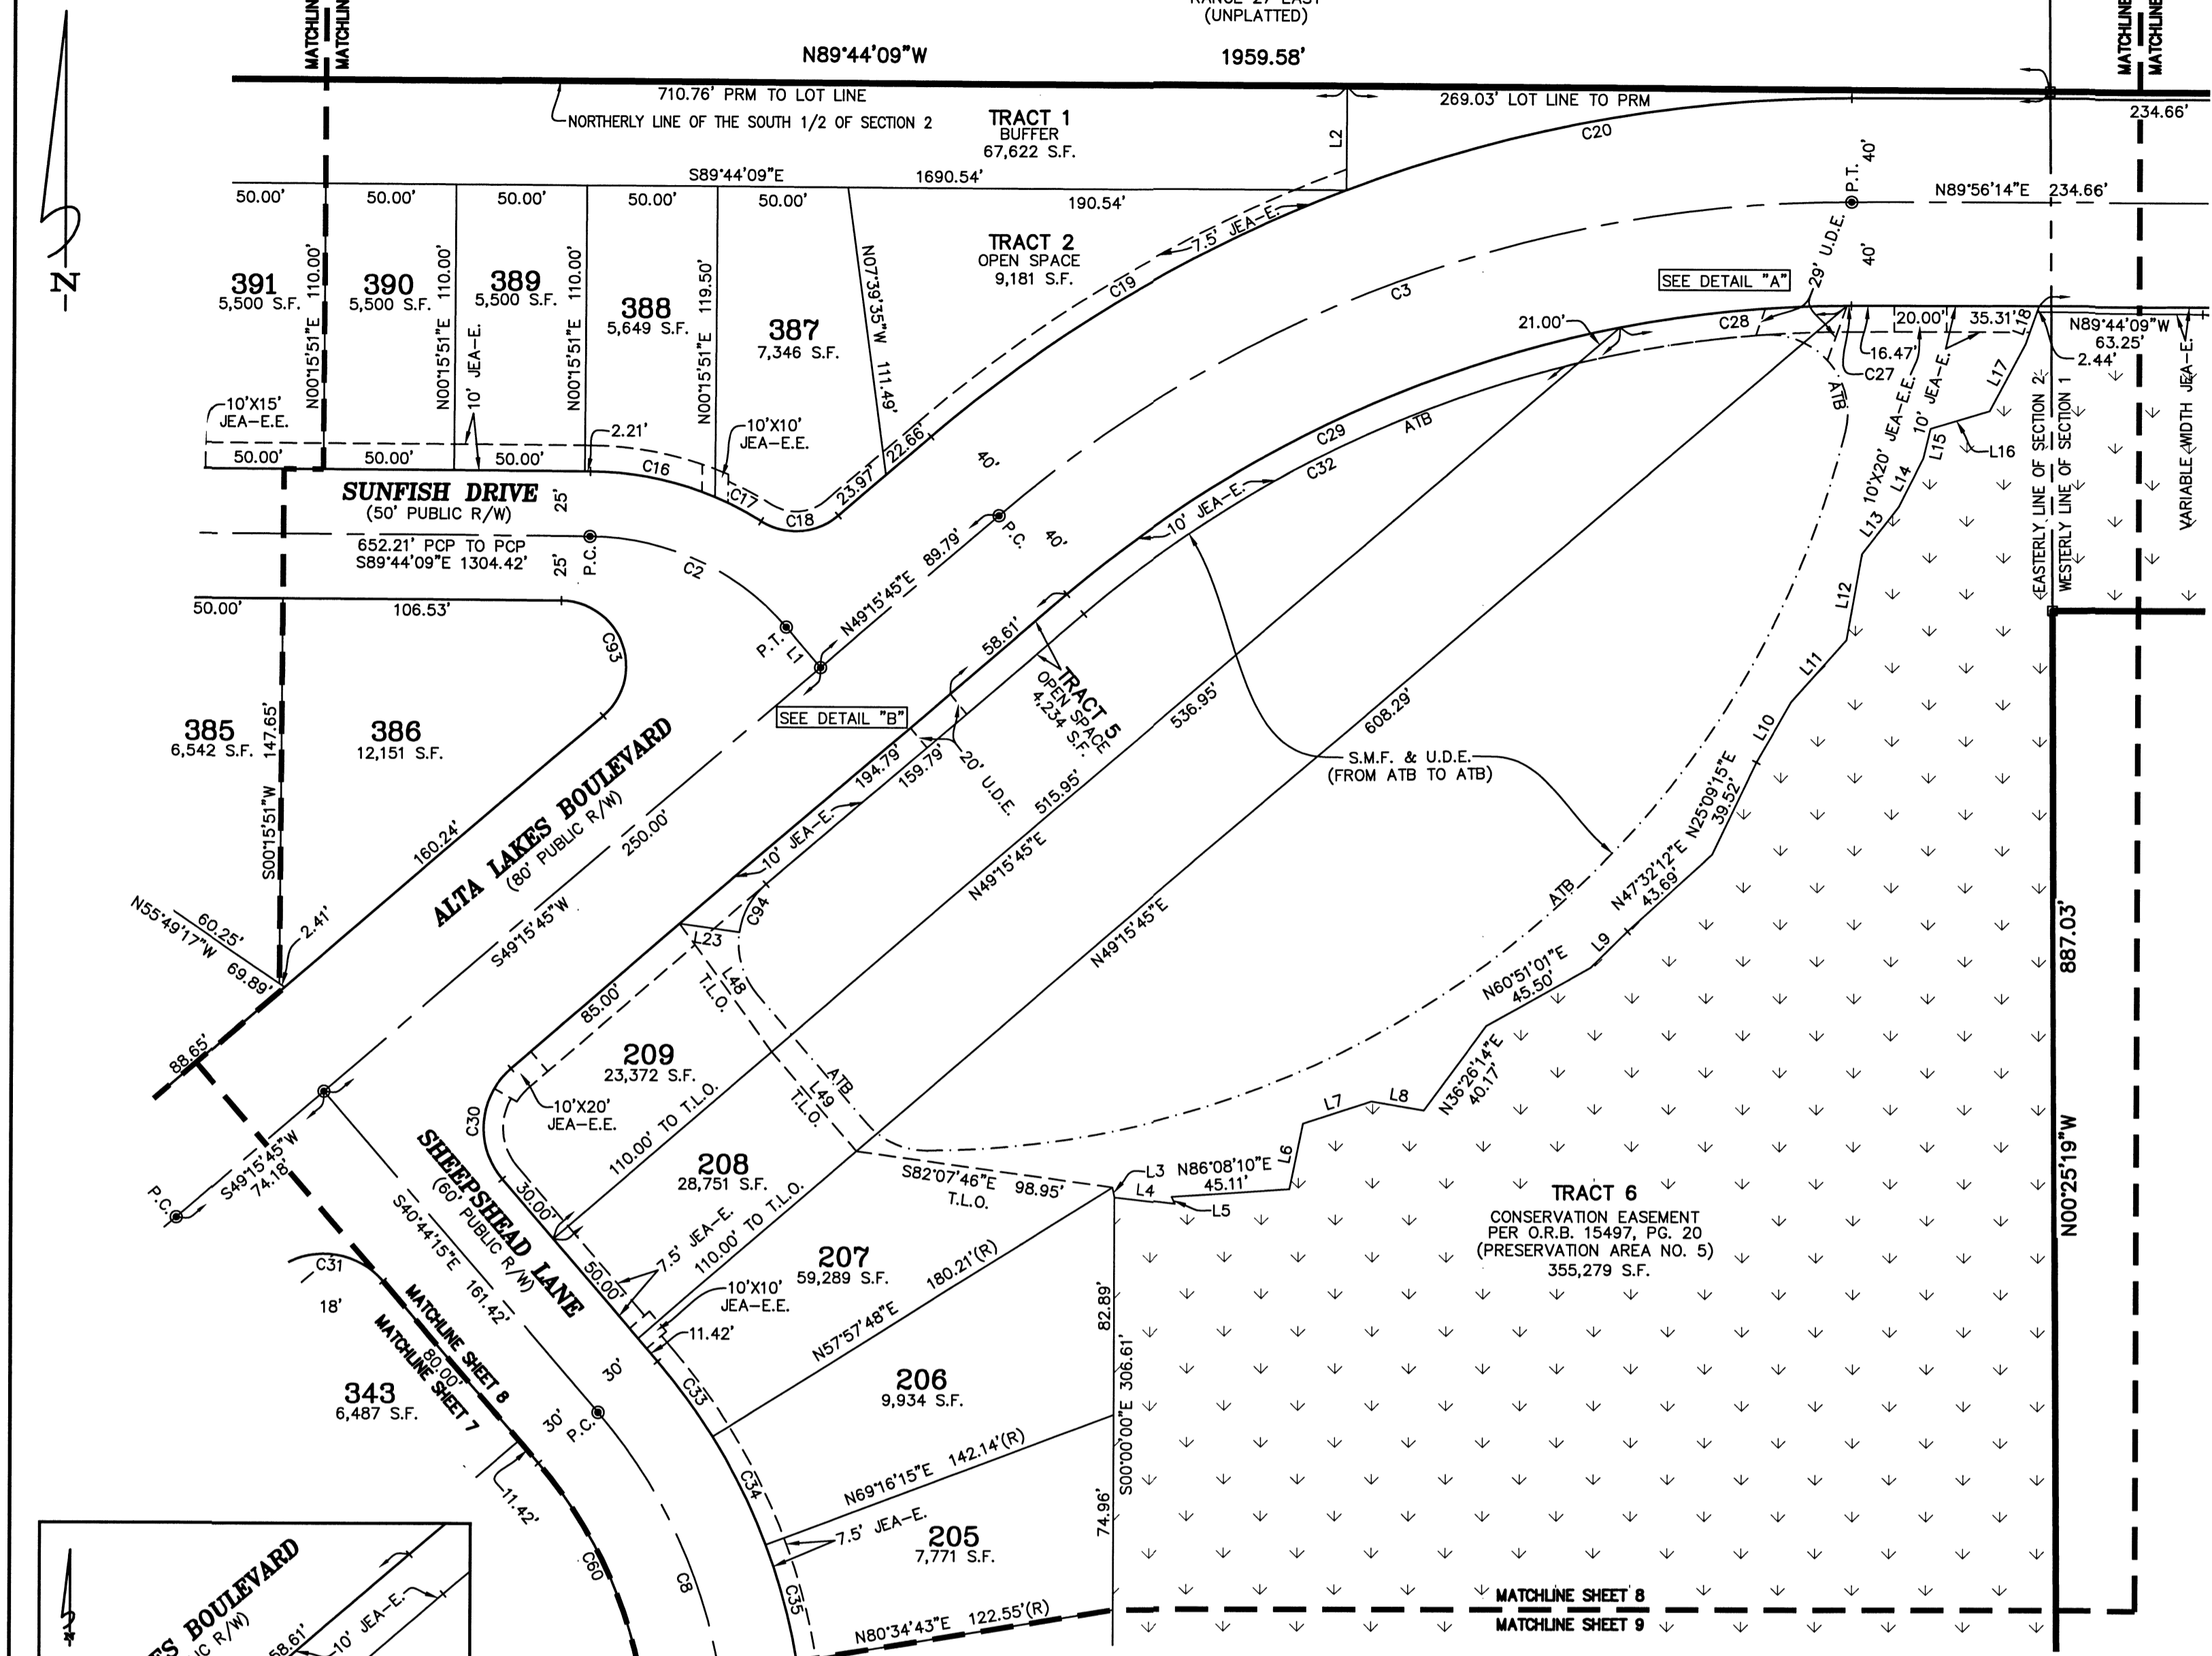 RANGE 27 EAST
(UNPLATTED)
MATCHLINE
MATCHLINE
MATCHLINE
MATCHLINE
N89°44'09"W 1959.58'
710.76' PRM TO LOT LINE
NORTHERLY LINE OF THE SOUTH 1/2 OF SECTION 2
TRACT 1
BUFFER
67,622 S.F.
L2
269.03' LOT LINE TO PRM
C20
234.66'
S89°44'09"E 1690.54'
50.00'
50.00'
50.00'
50.00'
50.00'
190.54'
TRACT 2
OPEN SPACE
9,181 S.F.
7.5' JEA-E.
C19
C3
40'
P.T.
40'
N89°56'14"E 234.66'
29' U.D.E.
SEE DETAIL "A"
391
5,500 S.F.
N00°15'51"E 110.00'
390
5,500 S.F.
N00°15'51"E 110.00'
10' JEA-E.
389
5,500 S.F.
N00°15'51"E 110.00'
388
5,649 S.F.
N00°15'51"E 119.50'
387
7,346 S.F.
N07°39'35"W 111.49'
21.00'
C28
20.00'
35.31'
L18
N89°44'09"W
63.25'
2.44'
16.47'
C27
ATB
10'X20' JEA-E.E.
10' JEA-E.
L17
L16
L15
L14
L13
L12
L11
L10
VARIABLE WIDTH JEA-E.
EASTERLY LINE OF SECTION 2
WESTERLY LINE OF SECTION 1
10'X15'
JEA-E.E.
50.00'
50.00'
50.00'
2.21'
C16
10'X10'
JEA-E.E.
C17
C18
23.97'
22.66'
C29
ATB
C32
10' JEA-E.
SUNFISH DRIVE
(50' PUBLIC R/W)
25'
25'
652.21' PCP TO PCP
S89°44'09"E 1304.42'
P.C.
C2
P.T.
L1
N49°15'45"E 89.79'
40'
P.C.
40'
50.00'
106.53'
C93
58.61'
TRACT 5
OPEN SPACE
4,234 S.F.
SEE DETAIL "B"
20' U.D.E.
194.79'
159.79'
10' JEA-E.
536.95'
515.95'
N49°15'45"E
608.29'
N49°15'45"E
S.M.F. & U.D.E.
(FROM ATB TO ATB)
ATB
N25°09'15"E
39.52'
N47°32'12"E
43.69'
L9
N60°51'01"E
45.50'
N36°26'14"E
40.17'
385
6,542 S.F.
S00°15'51"W 147.65'
386
12,151 S.F.
ALTA LAKES BOULEVARD
(80' PUBLIC R/W)
160.24'
250.00'
S49°15'45"W
N55°49'17"W
60.25'
69.89'
2.41'
88.65'
887.03'
N00°25'19"W
L23
C94
L48
T.L.O.
85.00'
209
23,372 S.F.
10'X20'
JEA-E.E.
C30
ATB
L49
T.L.O.
110.00' TO T.L.O.
S49°15'45"W
74.18'
P.C.
SHEEPSHEAD LANE
(60' PUBLIC R/W)
S40°44'15"E 161.42'
30.00'
50.00'
208
28,751 S.F.
7.5' JEA-E.
110.00' TO T.L.O.
S82°07'46"E 98.95'
T.L.O.
L3
L4
N86°08'10"E
45.11'
L5
L6
L7
L8
TRACT 6
CONSERVATION EASEMENT
PER O.R.B. 15497, PG. 20
(PRESERVATION AREA NO. 5)
355,279 S.F.
207
59,289 S.F.
10'X10'
JEA-E.E.
11.42'
N57°57'48"E 180.21'(R)
C31
18'
MATCHLINE SHEET 8
80.00'
MATCHLINE SHEET 7
343
6,487 S.F.
30'
30'
P.C.
11.42'
C33
206
9,934 S.F.
82.89'
S00°00'00"E 306.61'
74.96'
C34
N69°16'15"E 142.14'(R)
7.5' JEA-E.
205
7,771 S.F.
C60
C8
C35
N80°34'43"E 122.55'(R)
MATCHLINE SHEET 8
MATCHLINE SHEET 9
ES BOULEVARD
IC R/W)
58.61'
10' JEA-E.
N
N